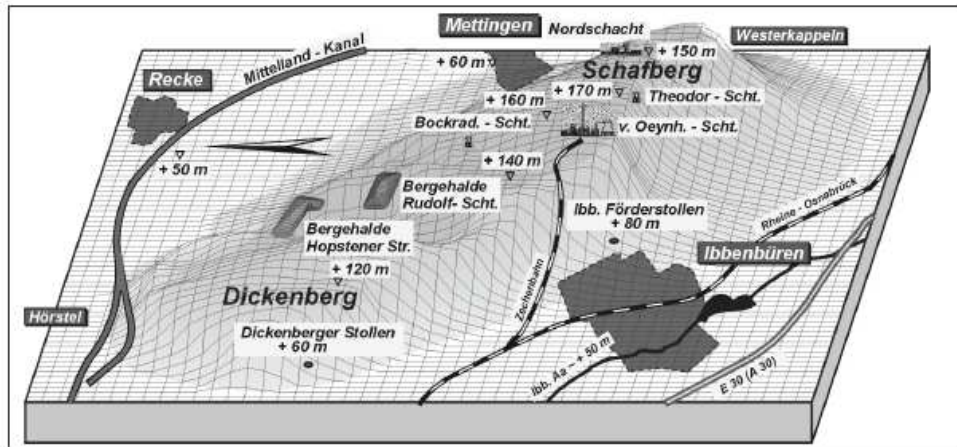 Mettingen
Nordschacht
Westerkappeln
+ 150 m
Mittelland - Kanal
+ 60 m
Schafberg
Recke
+ 170 m
Theodor - Scht.
+ 160 m
Bockrad. - Scht.
v. Oeynh. - Scht.
+ 50 m
+ 140 m
Bergehalde
Rudolf- Scht.
Rheine - Osnabrück
Ibb. Förderstollen
+ 80 m
Bergehalde
Hopstener Str.
Ibbenbüren
+ 120 m
Zechenbahn
Dickenberg
Hörstel
Dickenberger Stollen
+ 60 m
Ibb. Aa ~ + 50 m
E 30 (A 30)